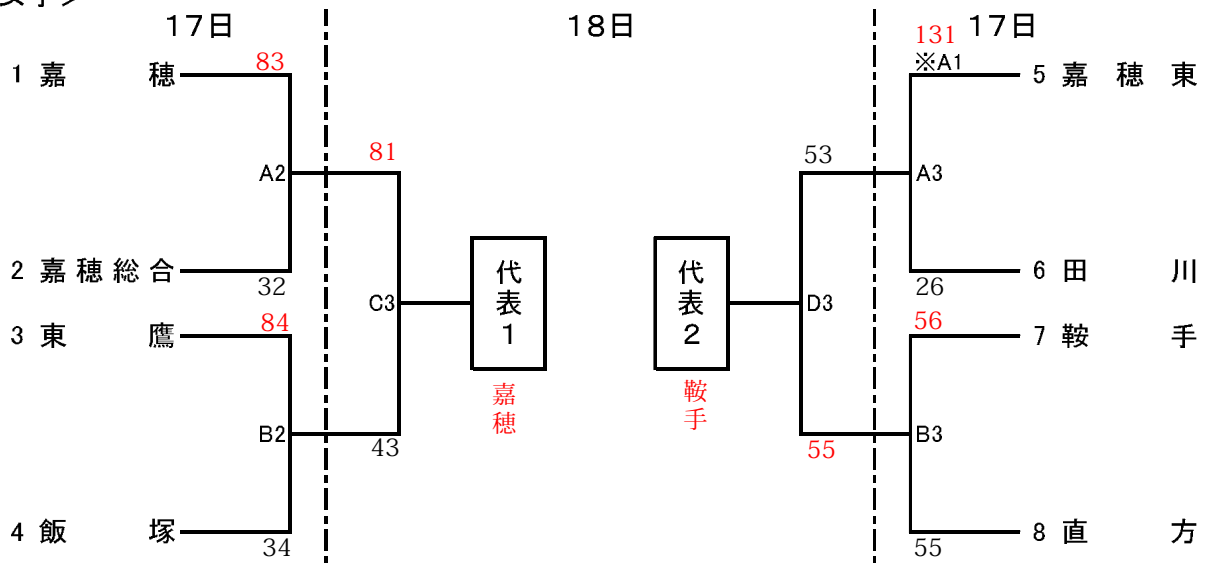 17日 18日 17日
131
83 ※A1
1 嘉穂 5 嘉穂東
81 53
A2 A3
代表1 代表2
2 嘉穂総合 6 田川
32 26
C3 D3
84 56
3 東鷹 7 鞍手
嘉穂 鞍手
B2 B3
43 55
4 飯塚 8 直方
34 55